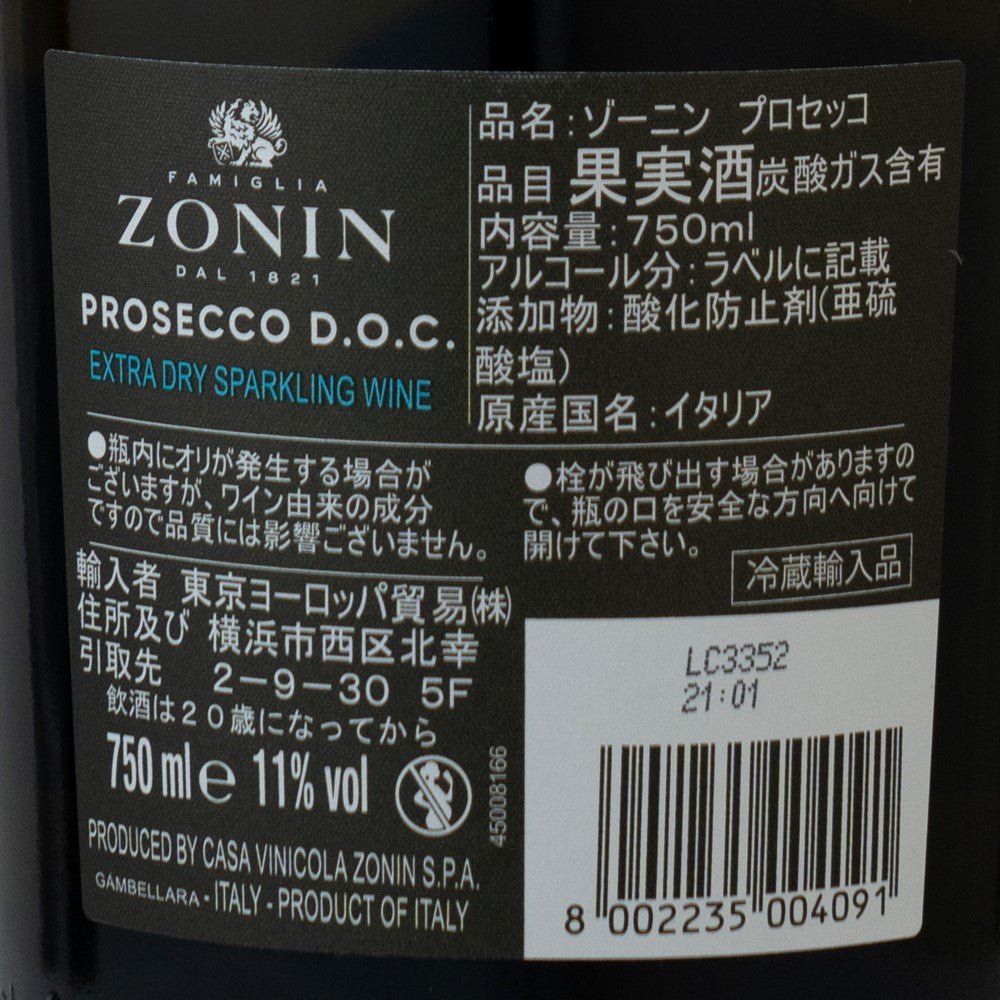 FAMIGLIA
ZONIN
DAL 1821
PROSECCO D.O.C.
EXTRA DRY SPARKLING WINE
品名:ゾーニン プロセッコ
品目 果実酒 炭酸ガス含有
内容量:750ml
アルコール分:ラベルに記載
添加物:酸化防止剤(亜硫
酸塩)
原産国名:イタリア
●瓶内にオリが発生する場合が
ございますが、ワイン由来の成分
ですので品質には影響ございません。
●栓が飛び出す場合がありますの
で、瓶の口を安全な方向へ向けて
開けて下さい。
冷蔵輸入品
輸入者 東京ヨーロッパ貿易(株)
住所及び 横浜市西区北幸
引取先 2-9-30 5F
飲酒は20歳になってから
750 ml e 11% vol
45008166
PRODUCED BY CASA VINICOLA ZONIN S.P.A.
GAMBELLARA - ITALY - PRODUCT OF ITALY
LC3352
21:01
8 002235 004091